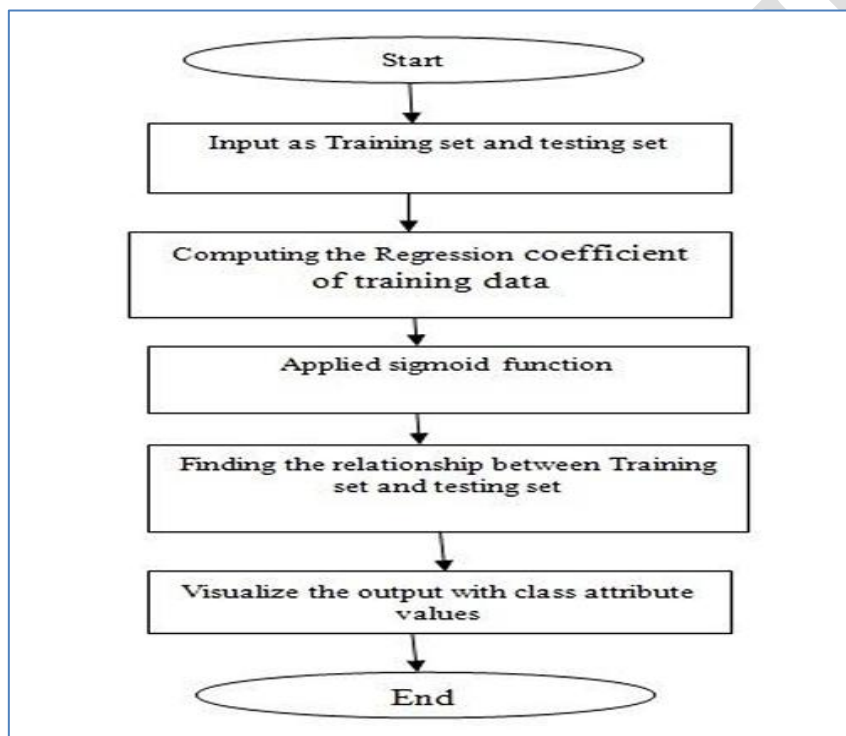 Start
Input as Training set and testing set
Computing the Regression coefficient
of training data
Applied sigmoid function
Finding the relationship between Training
set and testing set
Visualize the output with class attribute
values
End